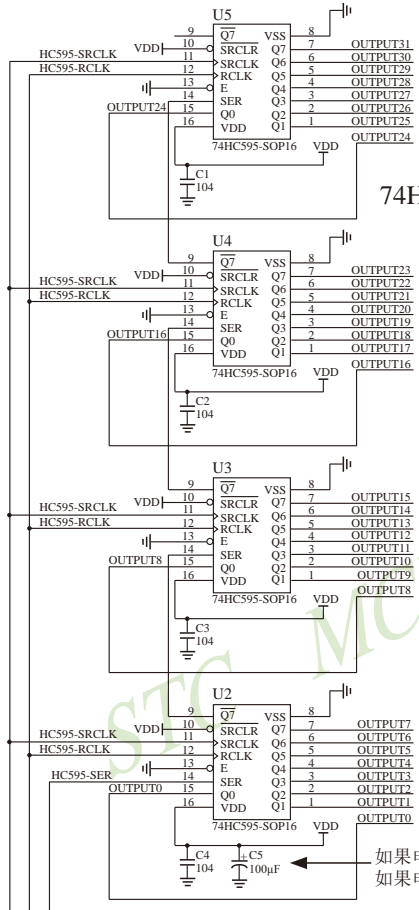 U5
9 Q7 VSS 8
VDD 10 SRCLR Q7 7 OUTPUT31
HC595-SRCLK 11 SRCLK Q6 6 OUTPUT30
HC595-RCLK 12 RCLK Q5 5 OUTPUT29
13 E Q4 4 OUTPUT28
14 SER Q3 3 OUTPUT27
OUTPUT24 15 Q0 Q2 2 OUTPUT26
16 VDD Q1 1 OUTPUT25
OUTPUT24
74HC595-SOP16 VDD
C1
104
74H
U4
9 Q7 VSS 8
VDD 10 SRCLR Q7 7 OUTPUT23
HC595-SRCLK 11 SRCLK Q6 6 OUTPUT22
HC595-RCLK 12 RCLK Q5 5 OUTPUT21
13 E Q4 4 OUTPUT20
14 SER Q3 3 OUTPUT19
OUTPUT16 15 Q0 Q2 2 OUTPUT18
16 VDD Q1 1 OUTPUT17
OUTPUT16
74HC595-SOP16 VDD
C2
104
U3
9 Q7 VSS 8
VDD 10 SRCLR Q7 7 OUTPUT15
HC595-SRCLK 11 SRCLK Q6 6 OUTPUT14
HC595-RCLK 12 RCLK Q5 5 OUTPUT13
13 E Q4 4 OUTPUT12
14 SER Q3 3 OUTPUT11
OUTPUT8 15 Q0 Q2 2 OUTPUT10
16 VDD Q1 1 OUTPUT9
OUTPUT8
74HC595-SOP16 VDD
C3
104
STC MC
U2
9 Q7 VSS 8
VDD 10 SRCLR Q7 7 OUTPUT7
HC595-SRCLK 11 SRCLK Q6 6 OUTPUT6
HC595-RCLK 12 RCLK Q5 5 OUTPUT5
13 E Q4 4 OUTPUT4
HC595-SER 14 SER Q3 3 OUTPUT3
OUTPUT0 15 Q0 Q2 2 OUTPUT2
16 VDD Q1 1 OUTPUT1
OUTPUT0
74HC595-SOP16 VDD
C4
104
+ C5
100μF
如果电
如果电